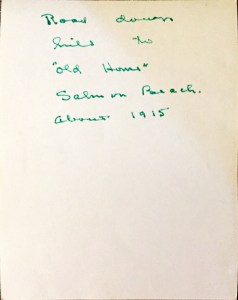 Road down
hill to
"Old Home"
Salmon Beach.
About 1915